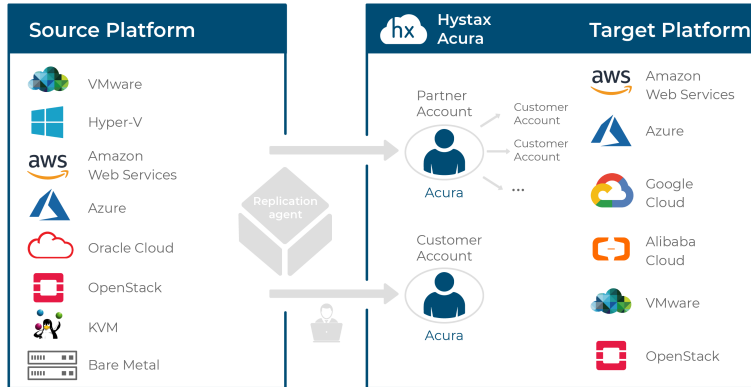 Source Platform
VMware
Hyper-V
aws
Amazon
Web Services
Azure
Oracle Cloud
OpenStack
KVM
Bare Metal
Replication
agent
hx
Hystax
Acura
Partner
Account
Acura
Customer
Account
Customer
Account
...
Customer
Account
Acura
Target Platform
aws
Amazon
Web Services
Azure
Google
Cloud
Alibaba
Cloud
VMware
OpenStack